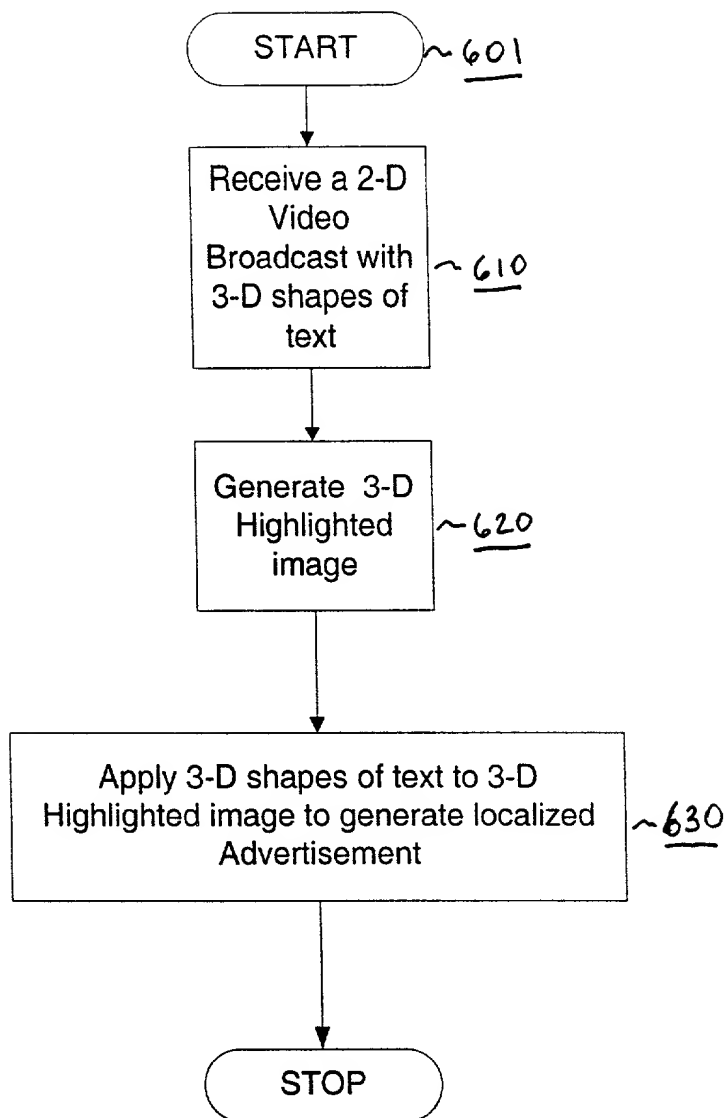 START ~ 601
Receive a 2-D
Video
Broadcast with
3-D shapes of
text
~ 610
Generate 3-D
Highlighted
image
~ 620
Apply 3-D shapes of text to 3-D
Highlighted image to generate localized
Advertisement
~ 630
STOP